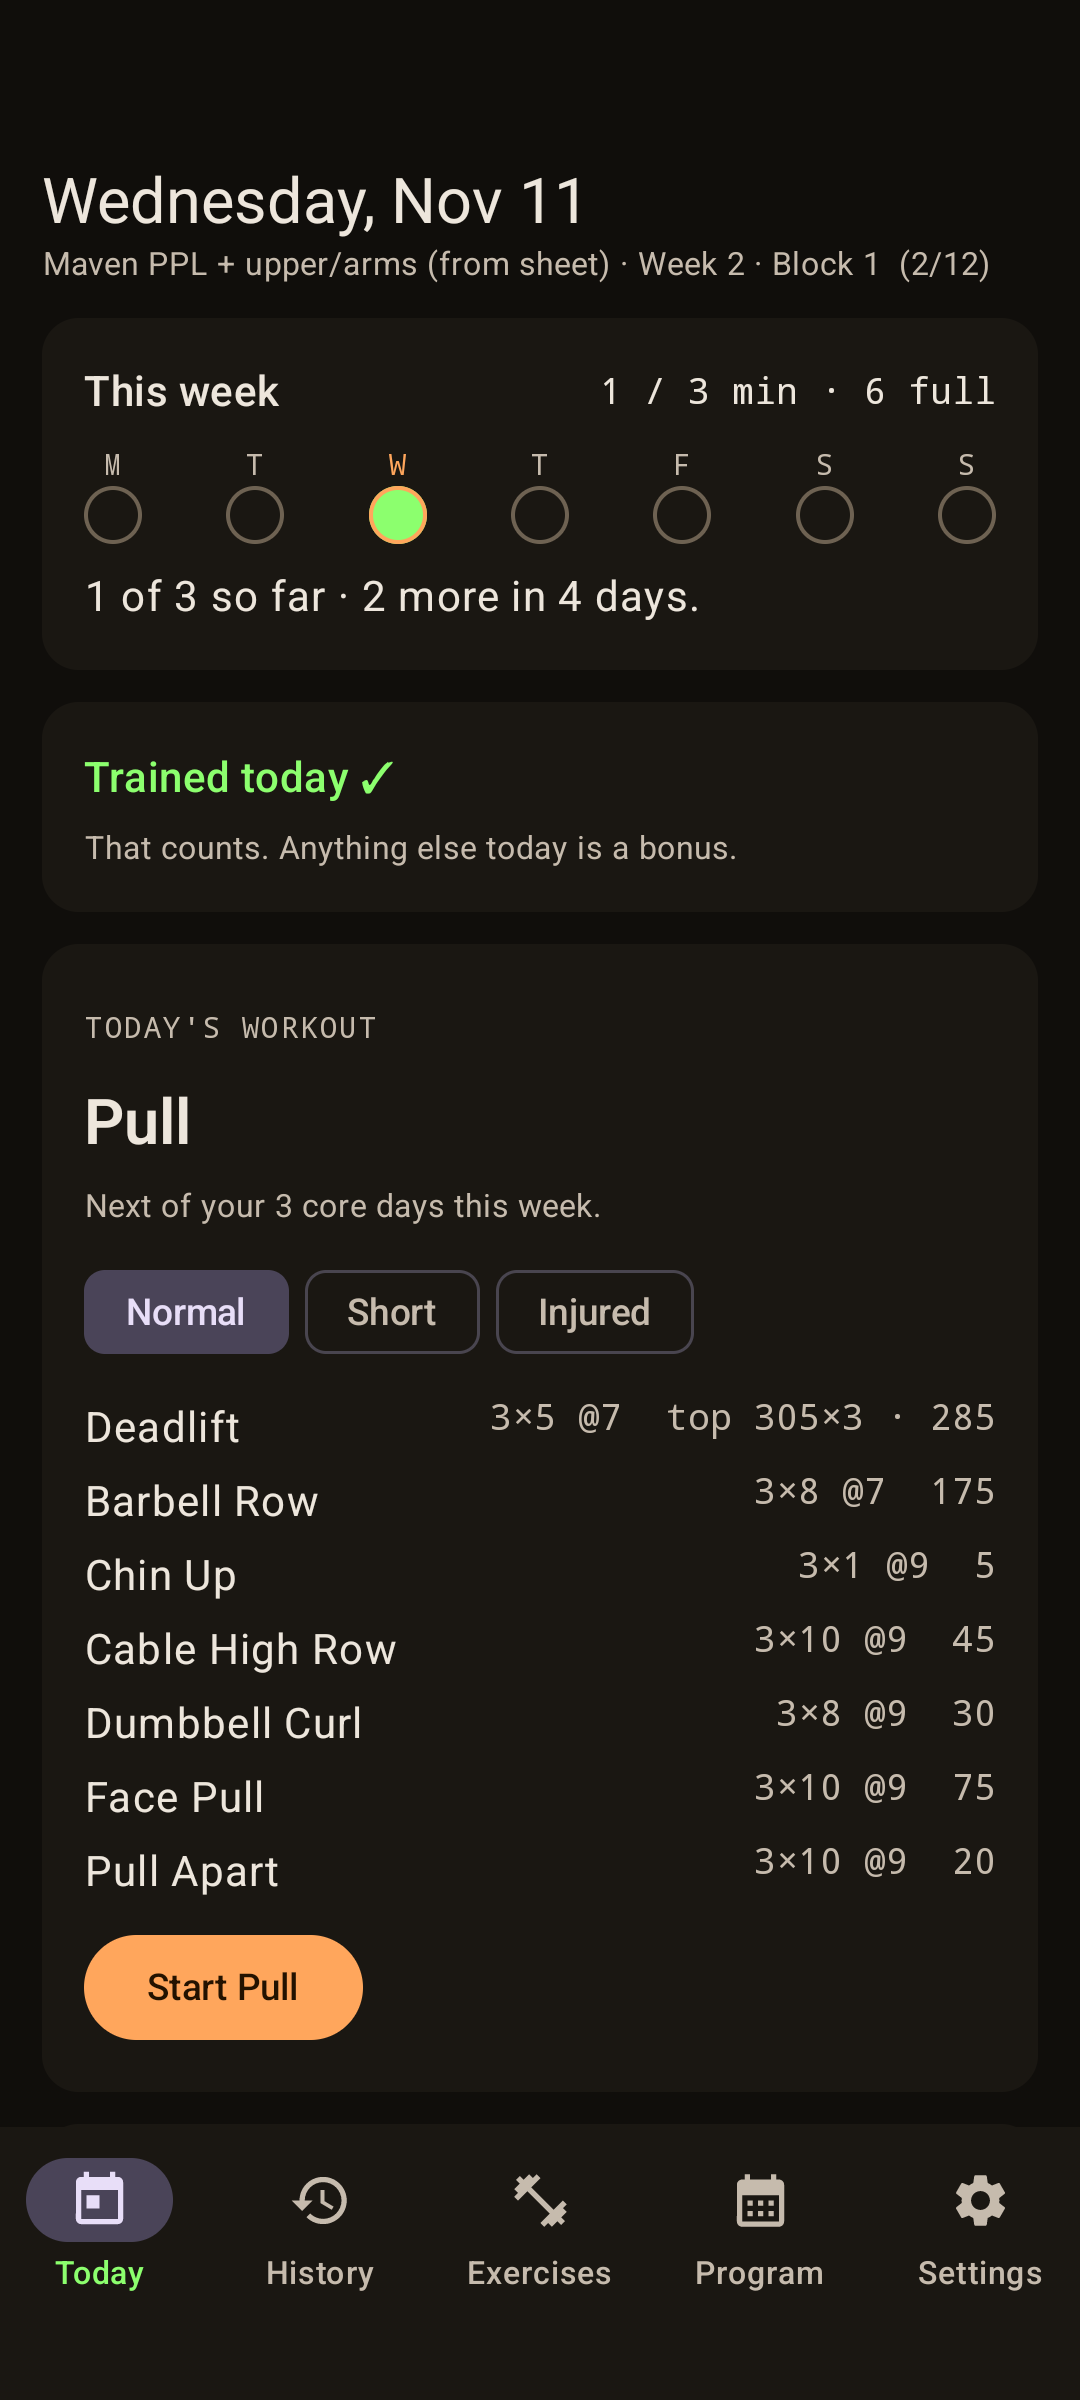 Wednesday, Nov 11
Maven PPL + upper/arms (from sheet) · Week 2 · Block 1 (2/12)
This week 1 / 3 min · 6 full
M T W T F S S
1 of 3 so far · 2 more in 4 days.
Trained today ✓
That counts. Anything else today is a bonus.
TODAY'S WORKOUT
Pull
Next of your 3 core days this week.
Normal Short Injured
Deadlift 3×5 @7 top 305×3 · 285
Barbell Row 3×8 @7 175
Chin Up 3×1 @9 5
Cable High Row 3×10 @9 45
Dumbbell Curl 3×8 @9 30
Face Pull 3×10 @9 75
Pull Apart 3×10 @9 20
Start Pull
Today History Exercises Program Settings